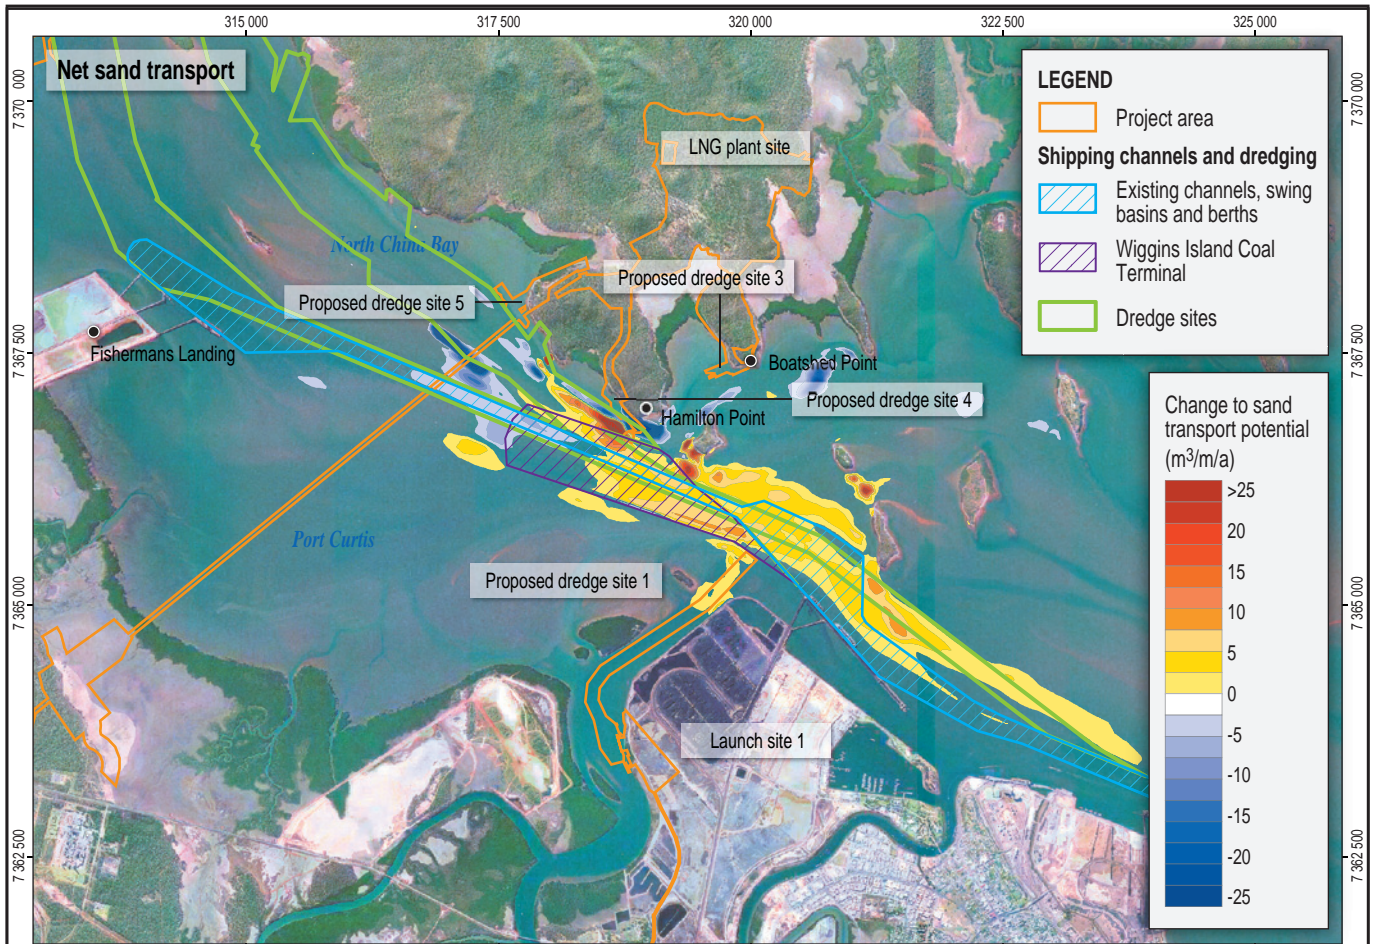 315 000
317 500
320 000
322 500
325 000
Net sand transport
7 370 000
7 367 500
7 365 000
7 362 500
7 370 000
7 367 500
7 365 000
7 362 500
LNG plant site
North China Bay
Proposed dredge site 3
Proposed dredge site 5
Fishermans Landing
Boatshed Point
Proposed dredge site 4
Hamilton Point
Port Curtis
Proposed dredge site 1
Launch site 1
LEGEND
Project area
Shipping channels and dredging
Existing channels, swing
basins and berths
Wiggins Island Coal
Terminal
Dredge sites
Change to sand
transport potential
(m³/m/a)
>25
20
15
10
5
0
-5
-10
-15
-20
-25